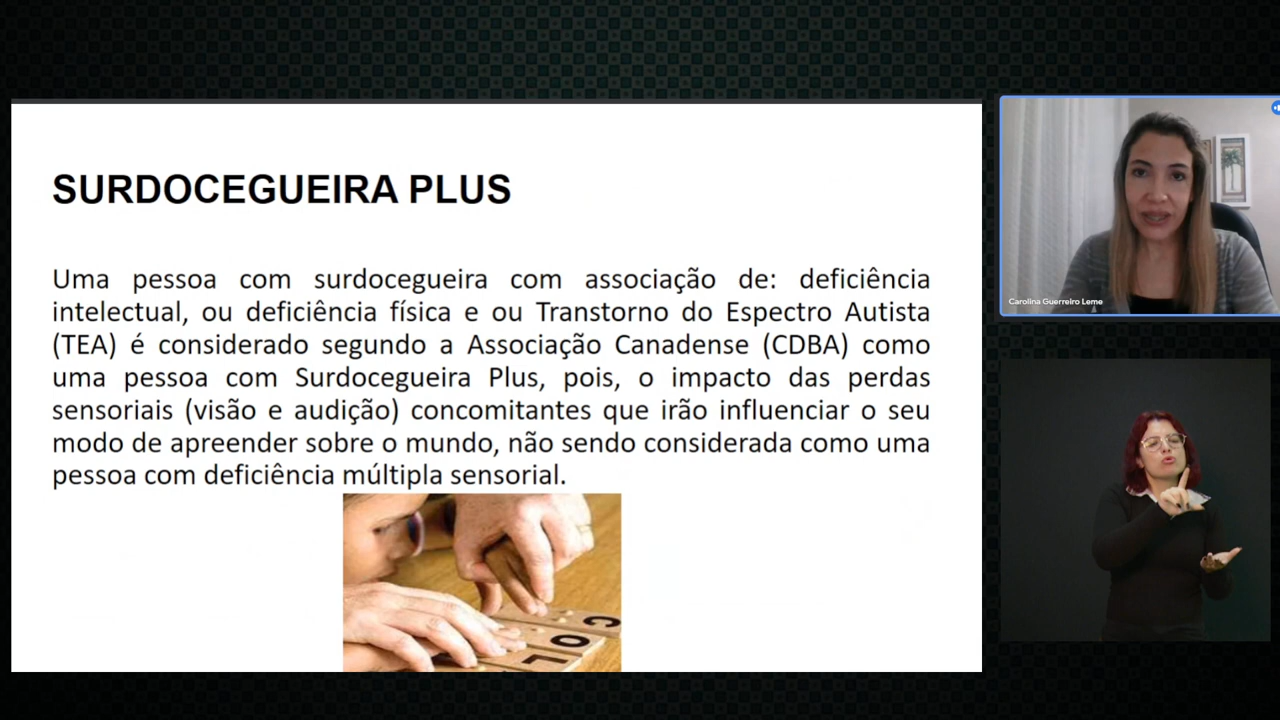 SURDOCEGUEIRA PLUS
Uma pessoa com surdocegueira com associação de: deficiência
intelectual, ou deficiência física e ou Transtorno do Espectro Autista
(TEA) é considerado segundo a Associação Canadense (CDBA) como
uma pessoa com Surdocegueira Plus, pois, o impacto das perdas
sensoriais (visão e audição) concomitantes que irão influenciar o seu
modo de apreender sobre o mundo, não sendo considerada como uma
pessoa com deficiência múltipla sensorial.
C
O
L
Carolina Guerreiro Leme